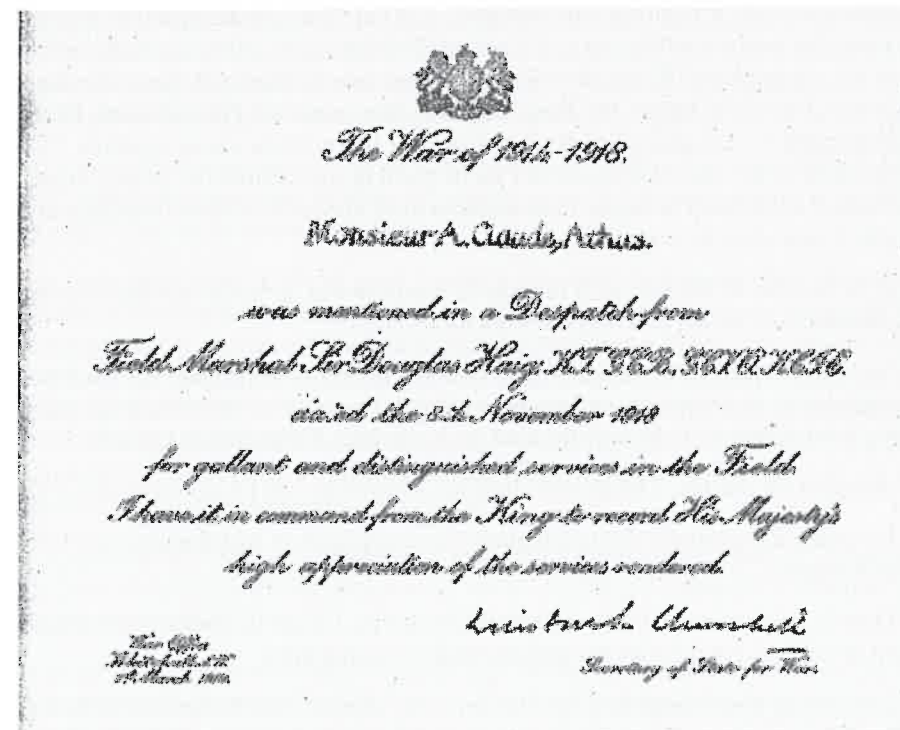 The War of 1914-1918.
Monsieur A. Claude, Athus.
was mentioned in a Despatch from
Field Marshal Sir Douglas Haig. K.T. G.C.B. G.C.V.O. K.C.I.E.
dated the 8th November 1918
for gallant and distinguished services in the Field.
I have it in command from the King to record His Majesty's
high appreciation of the services rendered.
Winston Churchill
War Office
Whitehall. S.W.
1st March 1919.
Secretary of State for War.